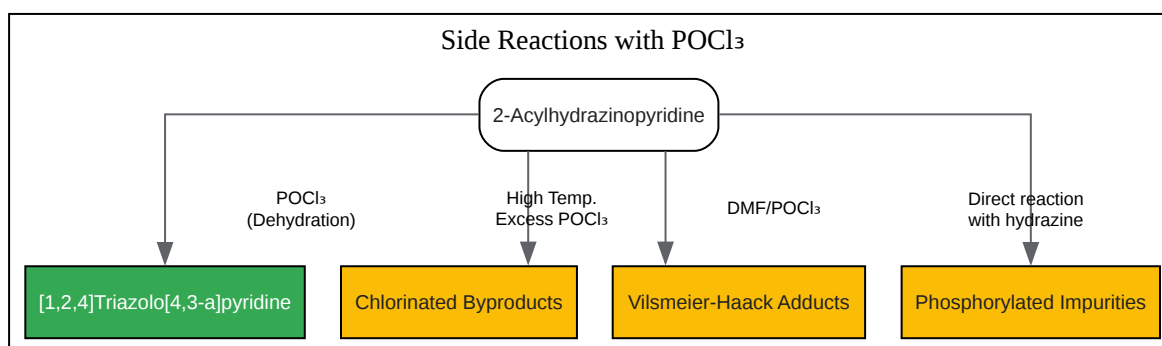 Side Reactions with POCl₃
2-Acylhydrazinopyridine
POCl₃
(Dehydration)
High Temp.
Excess POCl₃
DMF/POCl₃
Direct reaction
with hydrazine
[1,2,4]Triazolo[4,3-a]pyridine
Chlorinated Byproducts
Vilsmeier-Haack Adducts
Phosphorylated Impurities